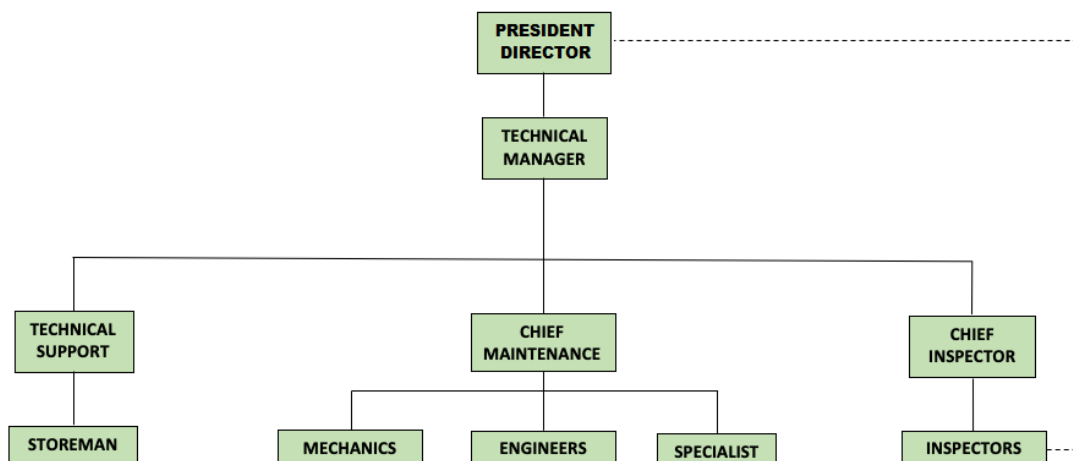 PRESIDENT
DIRECTOR
TECHNICAL
MANAGER
TECHNICAL
SUPPORT
CHIEF
MAINTENANCE
CHIEF
INSPECTOR
STOREMAN
MECHANICS
ENGINEERS
SPECIALIST
INSPECTORS